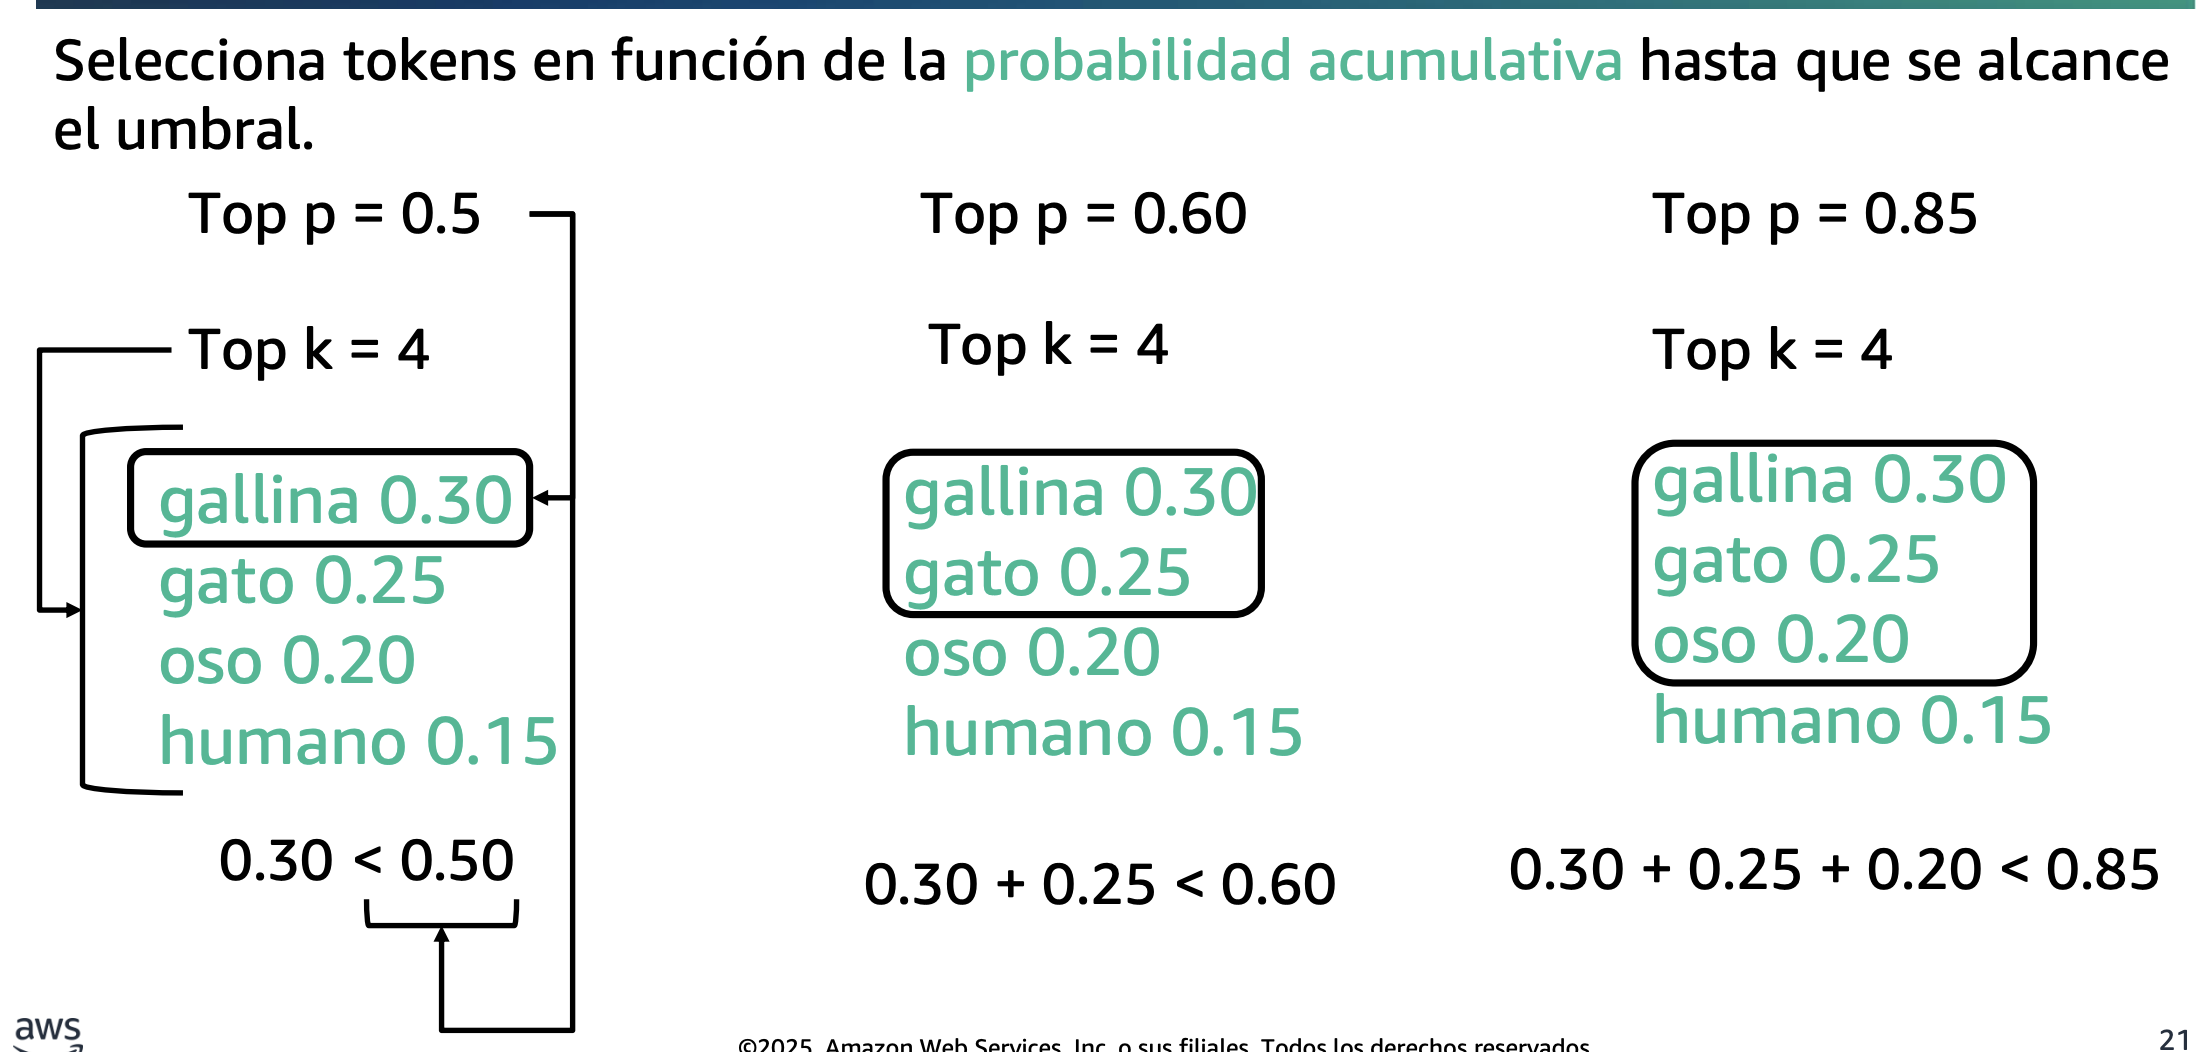 Selecciona tokens en función de la probabilidad acumulativa hasta que se alcance
el umbral.
Top p = 0.5
Top k = 4
gallina 0.30
gato 0.25
oso 0.20
humano 0.15
0.30 < 0.50
Top p = 0.60
Top k = 4
gallina 0.30
gato 0.25
oso 0.20
humano 0.15
0.30 + 0.25 < 0.60
Top p = 0.85
Top k = 4
gallina 0.30
gato 0.25
oso 0.20
humano 0.15
0.30 + 0.25 + 0.20 < 0.85
aws
©2025, Amazon Web Services, Inc. o sus filiales. Todos los derechos reservados.
21